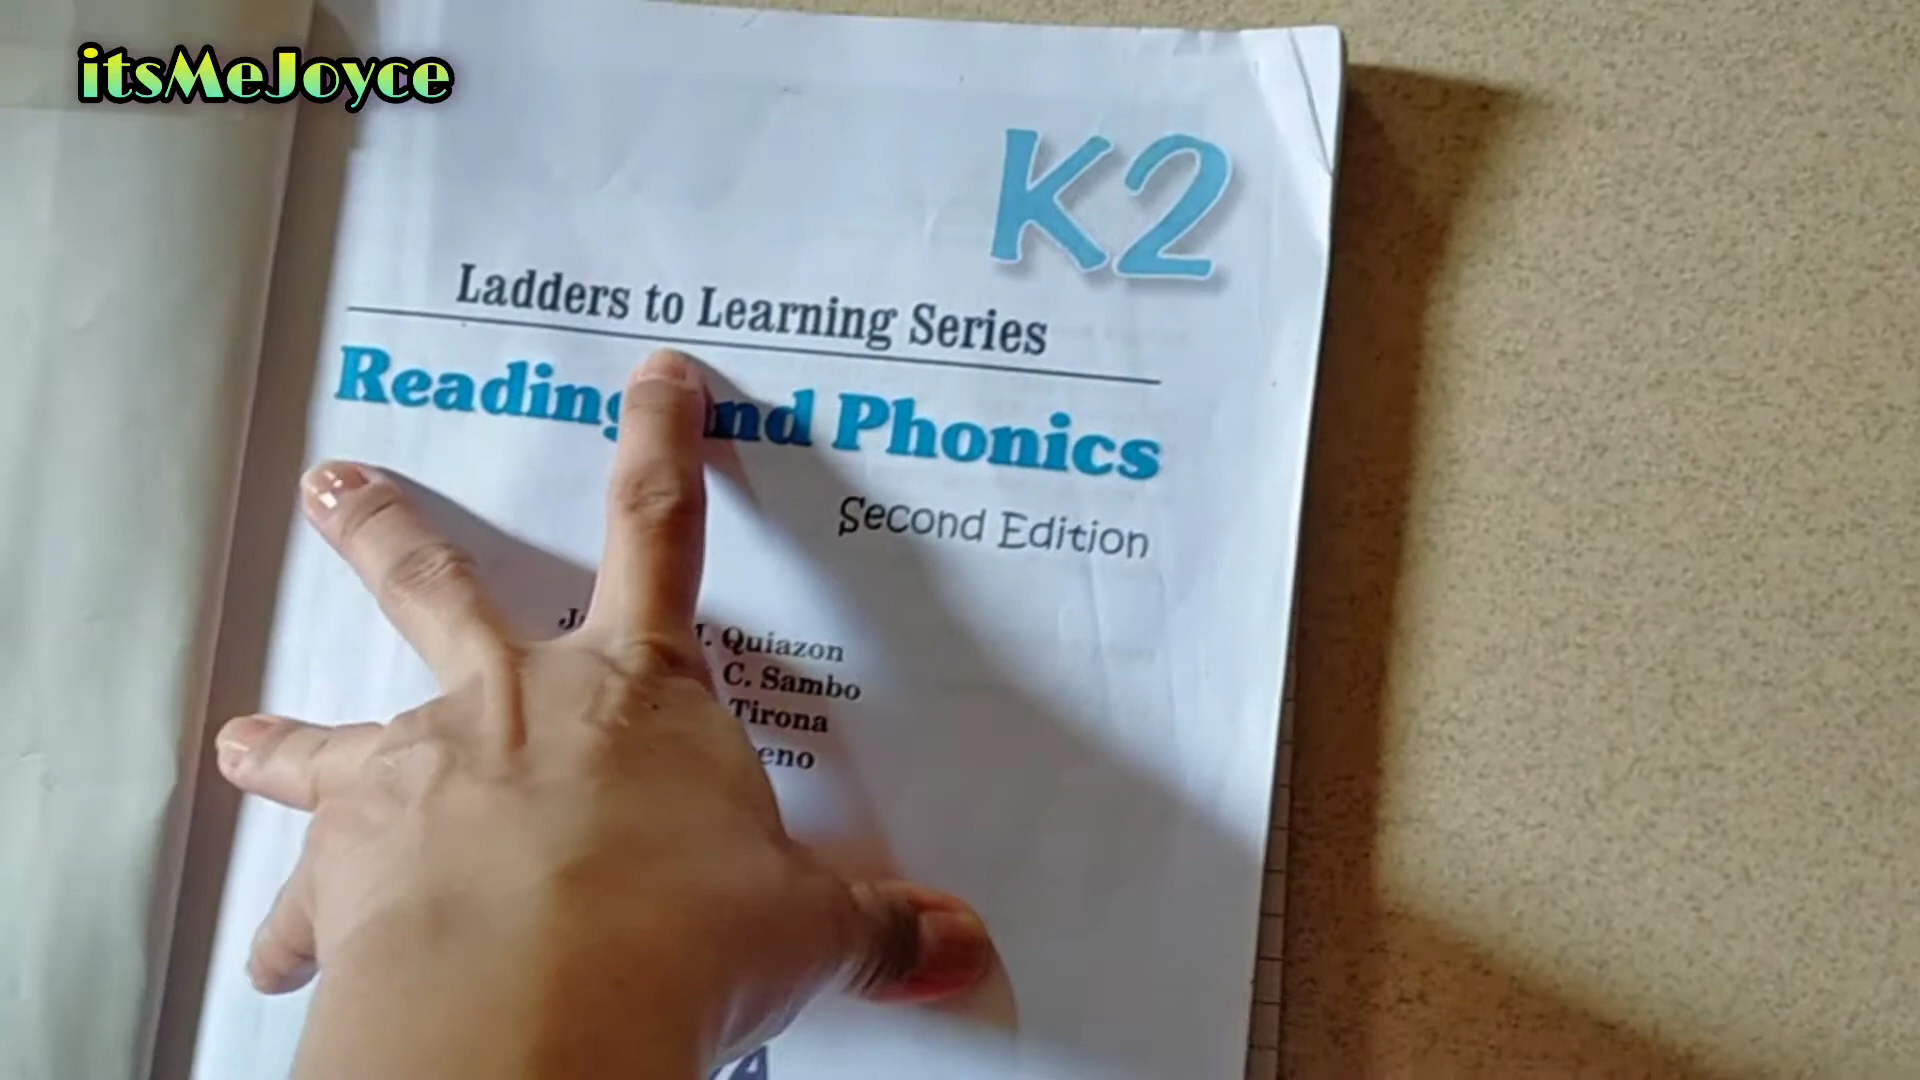 itsMeJoyce
K2
Ladders to Learning Series
Reading and Phonics
Second Edition
Quiazon
C. Sambo
Tirona